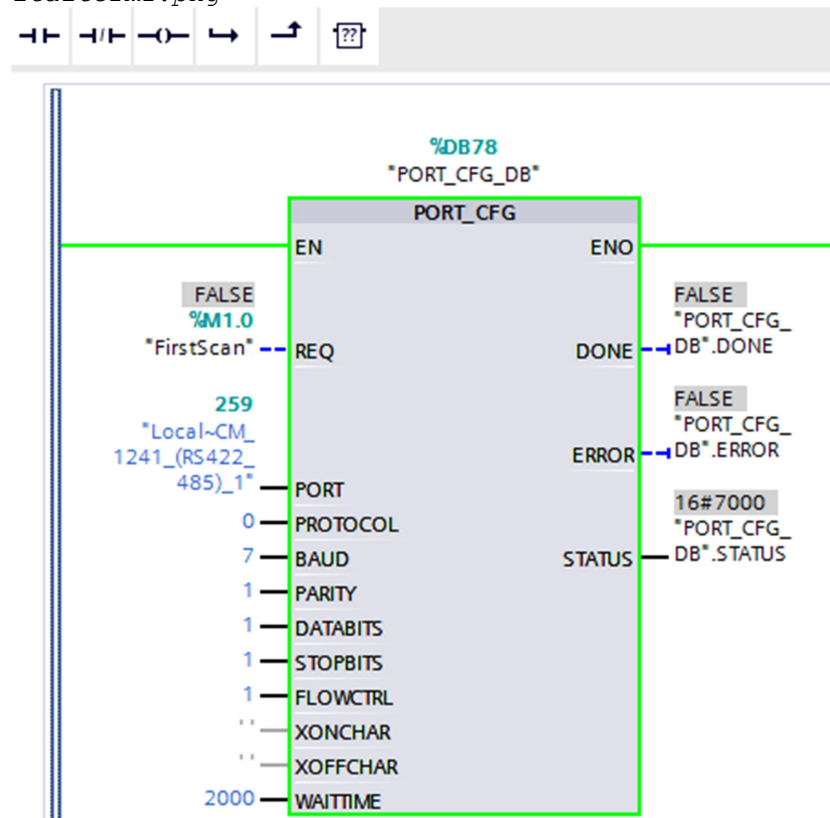 %DB78
"PORT_CFG_DB"
PORT_CFG
EN ENO
FALSE
%M1.0
"FirstScan" REQ
DONE
FALSE
"PORT_CFG_
DB".DONE
259
"Local~CM_
1241_(RS422_
485)_1" PORT
ERROR
FALSE
"PORT_CFG_
DB".ERROR
0 PROTOCOL
7 BAUD
STATUS
16#7000
"PORT_CFG_
DB".STATUS
1 PARITY
1 DATABITS
1 STOPBITS
1 FLOWCTRL
' ' XONCHAR
' ' XOFFCHAR
2000 WAITTIME